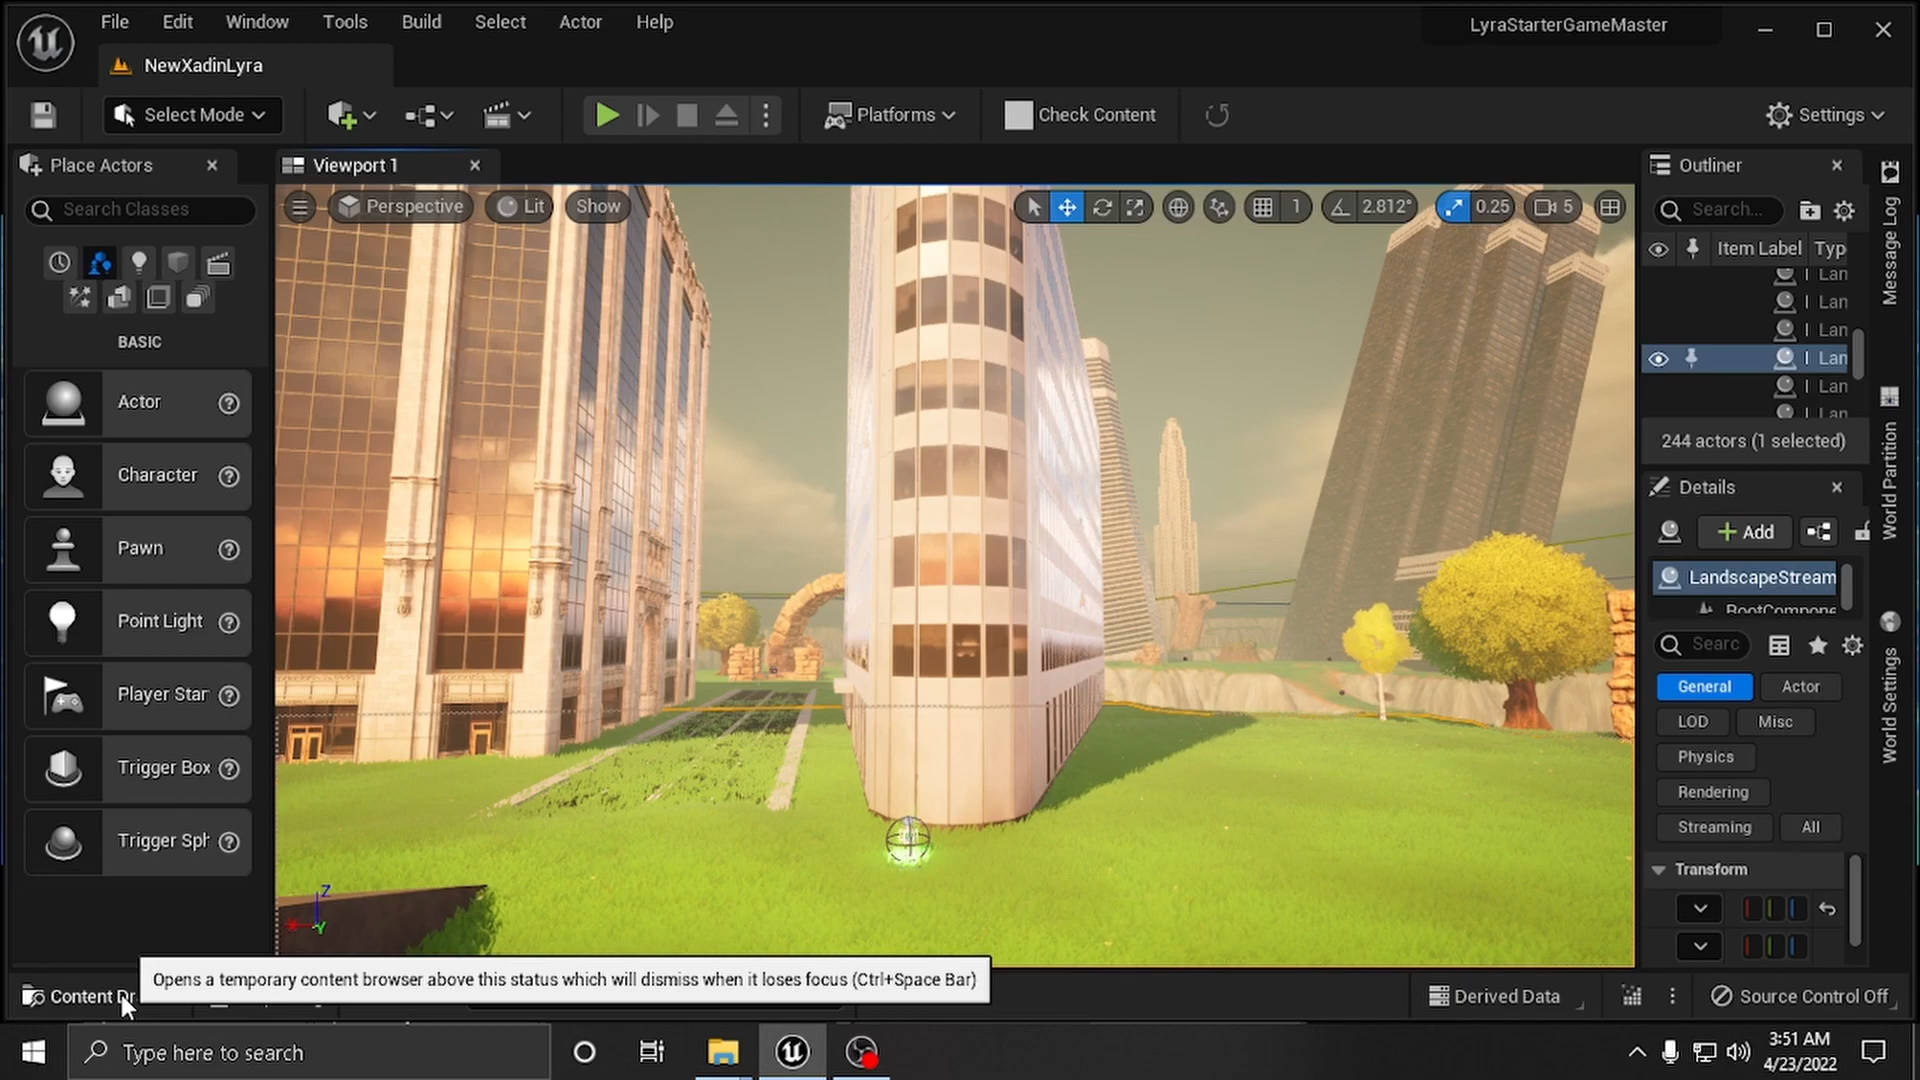 File Edit Window Tools Build Select Actor Help
LyraStarterGameMaster
NewXadinLyra
Select Mode
Platforms
Check Content
Settings
Place Actors
Search Classes
BASIC
Actor
Character
Pawn
Point Light
Player Star
Trigger Box
Trigger Sph
Viewport 1
Perspective
Lit
Show
1
2.812°
0.25
5
Outliner
Search...
Item Label
Typ
Lan
Lan
Lan
Lan
Lan
Lan
244 actors (1 selected)
Details
Add
LandscapeStream
RootCompone
Searc
General
Actor
LOD
Misc
Physics
Rendering
Streaming
All
Transform
Message Log
World Partition
World Settings
Z
Y
Opens a temporary content browser above this status which will dismiss when it loses focus (Ctrl+Space Bar)
Content Dr
Derived Data
Source Control Off
Type here to search
3:51 AM
4/23/2022